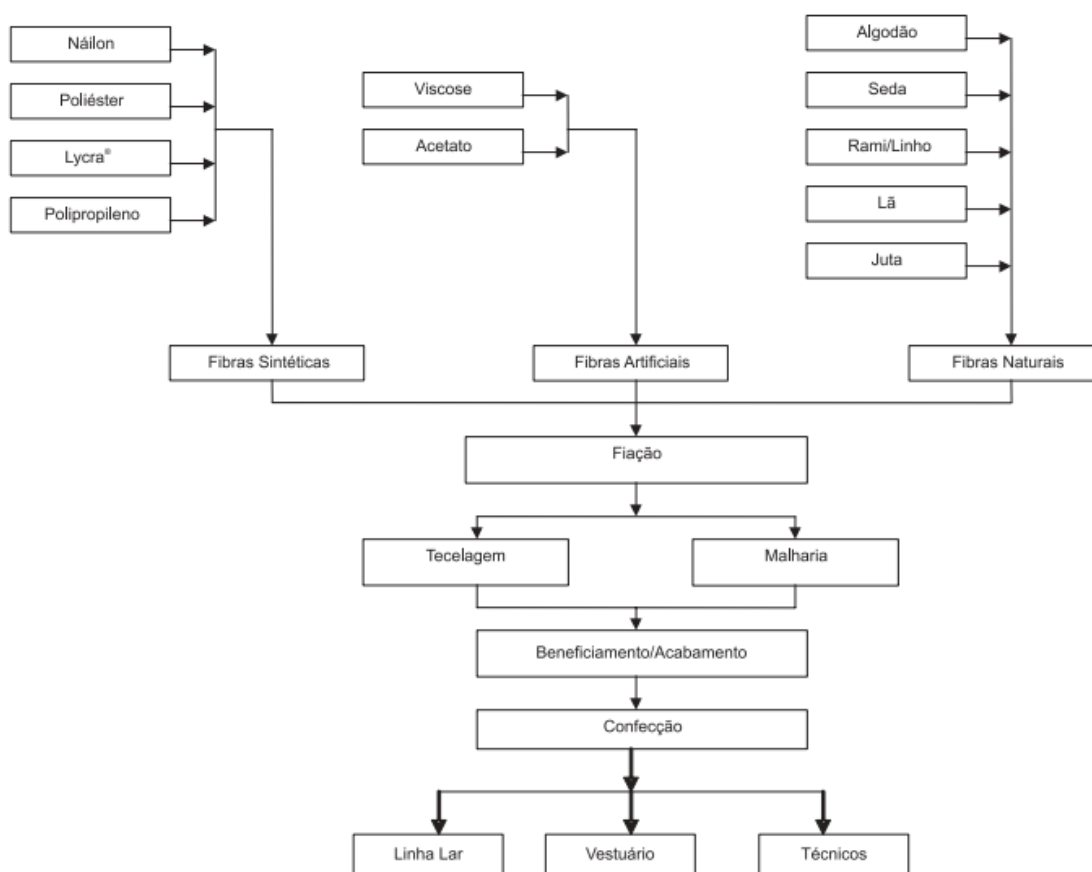 Náilon
Poliéster
Lycra®
Polipropileno
Viscose
Acetato
Algodão
Seda
Rami/Linho
Lã
Juta
Fibras Sintéticas
Fibras Artificiais
Fibras Naturais
Fiação
Tecelagem
Malharia
Beneficiamento/Acabamento
Confecção
Linha Lar
Vestuário
Técnicos